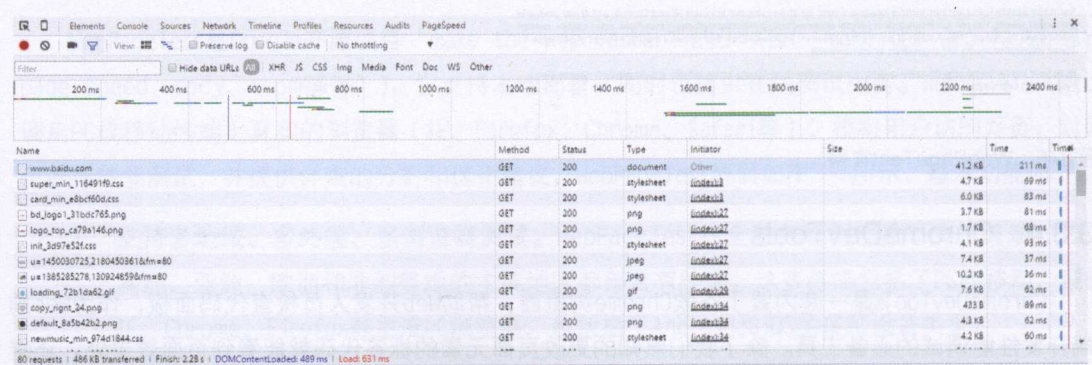 Elements Console Sources Network Timeline Profiles Resources Audits PageSpeed
View: Preserve log Disable cache No throttling
Filter Hide data URLs All XHR JS CSS Img Media Font Doc WS Other
200 ms 400 ms 600 ms 800 ms 1000 ms 1200 ms 1400 ms 1600 ms 1800 ms 2000 ms 2200 ms 2400 ms
Name Method Status Type Initiator Size Time
www.baidu.com GET 200 document Other 41.2 KB 211 ms
super_min_116491f9.css GET 200 stylesheet (index):3 4.7 KB 69 ms
card_min_e8bcf60d.css GET 200 stylesheet (index):3 6.0 KB 83 ms
bd_logo1_31bdc765.png GET 200 png (index):27 3.7 KB 81 ms
logo_top_ca79a146.png GET 200 png (index):27 68 ms
init_3d97e52f.css GET 200 stylesheet (index):27 4.1 KB 93 ms
u=1450030725,2180450361&fm=80 GET 200 jpeg (index):27 7.4 KB 37 ms
u=1385285278,130924859&fm=80 GET 200 jpeg (index):27 10.2 KB 36 ms
loading_72b1da62.gif GET 200 gif (index):29 7.6 KB 62 ms
copy_rignt_24.png GET 200 png (index):34 433 B 89 ms
default_8a5b42b2.png GET 200 png (index):34 4.3 KB 62 ms
newmusic_min_974d1844.css GET 200 stylesheet (index):34 4.2 KB 60 ms
80 requests | 486 KB transferred | Finish: 2.28 s | DOMContentLoaded: 489 ms | Load: 631 ms